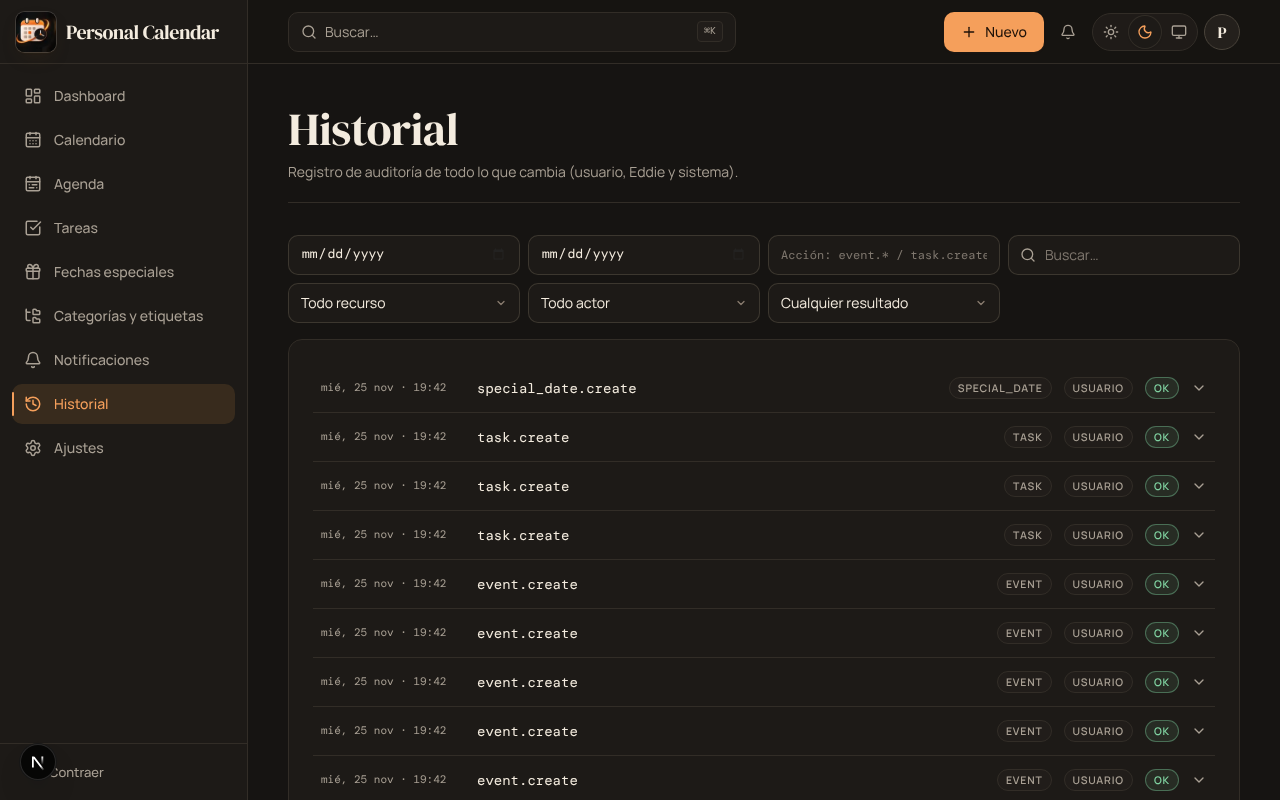 Personal Calendar
Buscar...
⌘K
Nuevo
P
Dashboard
Calendario
Agenda
Tareas
Fechas especiales
Categorías y etiquetas
Notificaciones
Historial
Ajustes
N
Contraer
Historial
Registro de auditoría de todo lo que cambia (usuario, Eddie y sistema).
mm/dd/yyyy
mm/dd/yyyy
Acción: event.* / task.create
Buscar...
Todo recurso
Todo actor
Cualquier resultado
mié, 25 nov · 19:42 special_date.create SPECIAL_DATE USUARIO OK
mié, 25 nov · 19:42 task.create TASK USUARIO OK
mié, 25 nov · 19:42 task.create TASK USUARIO OK
mié, 25 nov · 19:42 task.create TASK USUARIO OK
mié, 25 nov · 19:42 event.create EVENT USUARIO OK
mié, 25 nov · 19:42 event.create EVENT USUARIO OK
mié, 25 nov · 19:42 event.create EVENT USUARIO OK
mié, 25 nov · 19:42 event.create EVENT USUARIO OK
mié, 25 nov · 19:42 event.create EVENT USUARIO OK